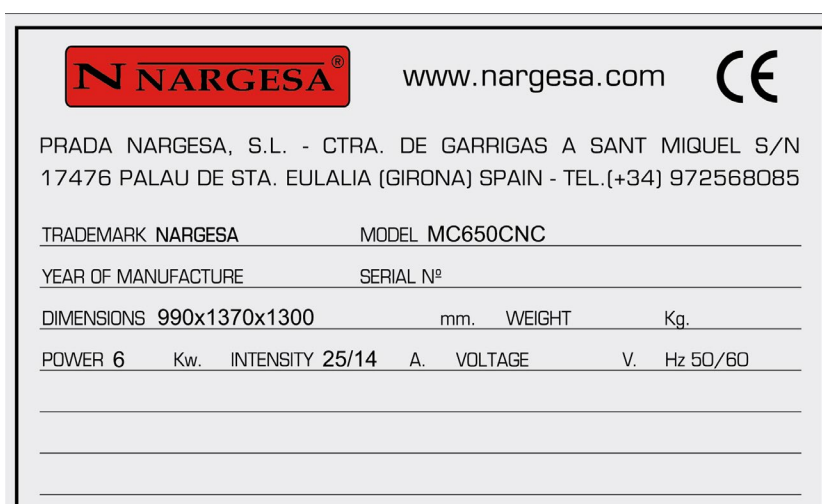 N NARGESA® www.nargesa.com CE
PRADA NARGESA, S.L. - CTRA. DE GARRIGAS A SANT MIQUEL S/N
17476 PALAU DE STA. EULALIA (GIRONA) SPAIN - TEL.(+34) 972568085
TRADEMARK NARGESA MODEL MC650CNC
YEAR OF MANUFACTURE SERIAL Nº
DIMENSIONS 990x1370x1300 mm. WEIGHT Kg.
POWER 6 Kw. INTENSITY 25/14 A. VOLTAGE V. Hz 50/60